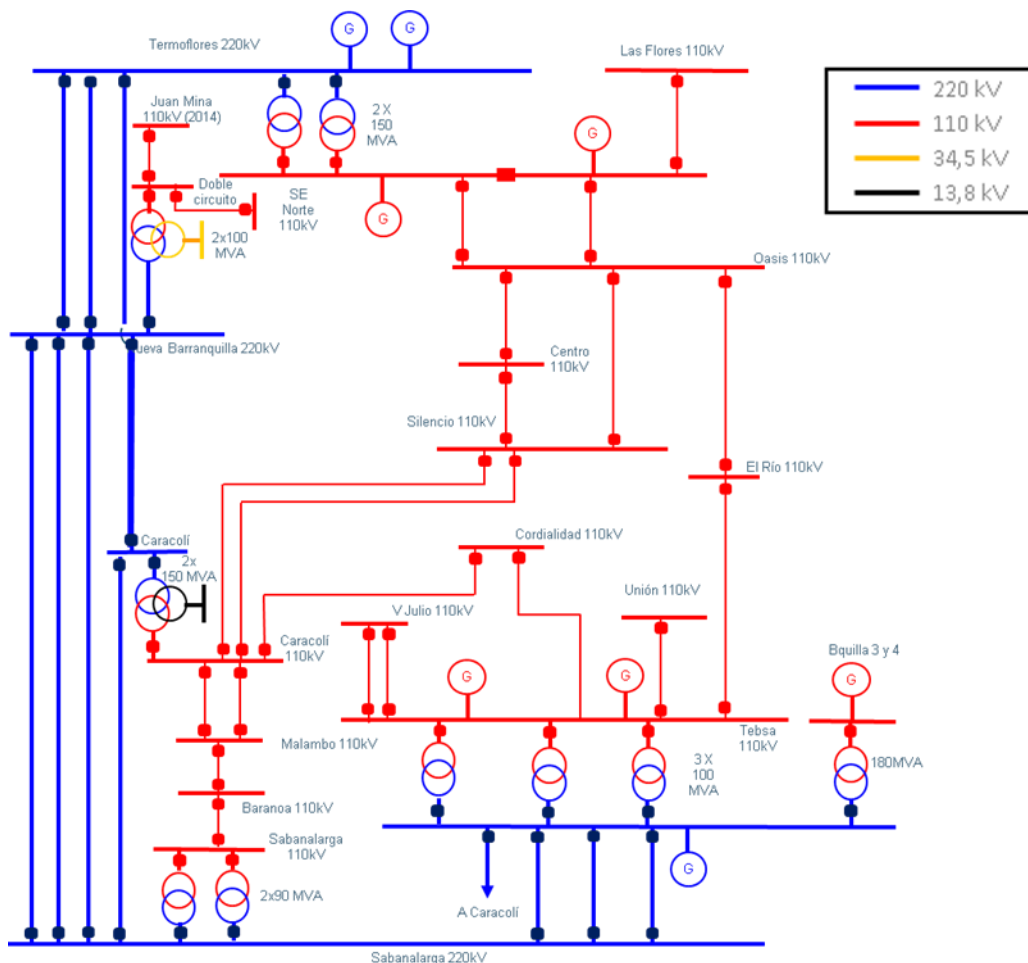 G
G
Termoflores 220kV
Las Flores 110kV
220 kV
110 kV
34,5 kV
13,8 kV
Juan Mina
110kV (2014)
2 X
150
MVA
G
Doble
circuito
SE
Norte
110kV
G
2x100
MVA
Oasis 110kV
ueva Barranquilla 220kV
Centro
110kV
Silencio 110kV
El Río 110kV
Caracolí
2x
150 MVA
Cordialidad 110kV
V Julio 110kV
Unión 110kV
Caracolí
110kV
Bquilla 3 y 4
G
G
G
Malambo 110kV
Tebsa
110kV
3 X
100
MVA
180MVA
Baranoa 110kV
Sabanalarga
110kV
G
2x90 MVA
A Caracolí
Sabanalarga 220kV